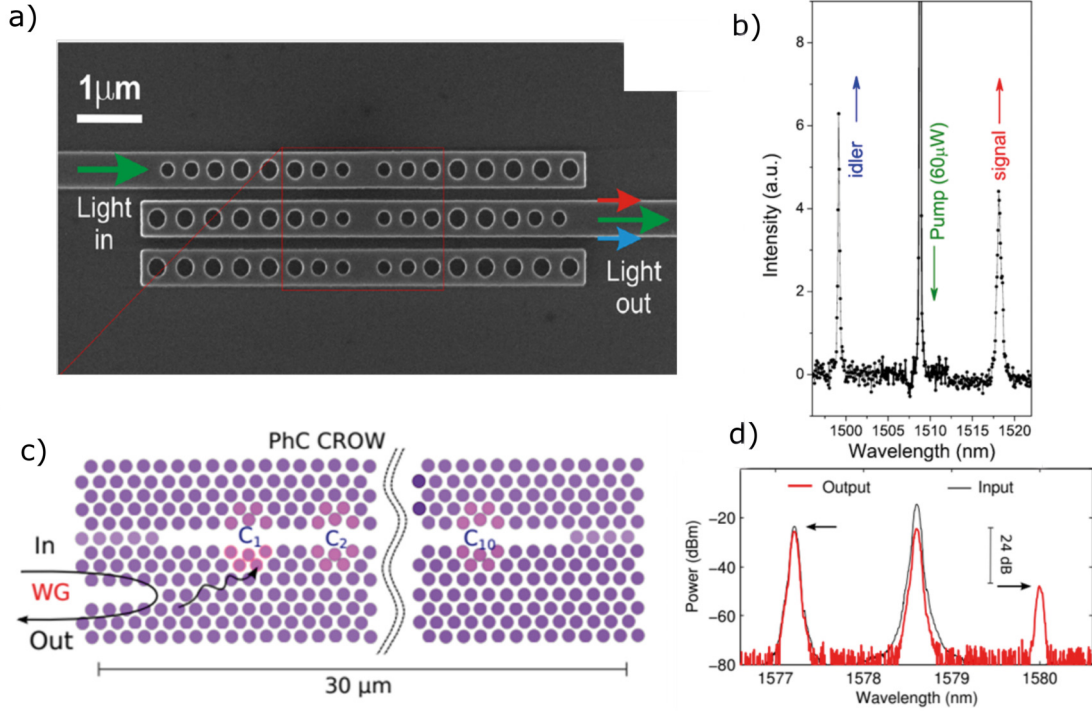 a)
1μm
Light
in
Light
out
b)
Intensity (a.u.)
8
6
4
2
0
idler
Pump (60μW)
signal
1500
1505
1510
1515
1520
Wavelength (nm)
c)
PhC CROW
In
WG
Out
C1
C2
C10
30 μm
d)
Output
Input
Power (dBm)
0
−20
−40
−60
−80
24 dB
1577
1578
1579
1580
Wavelength (nm)